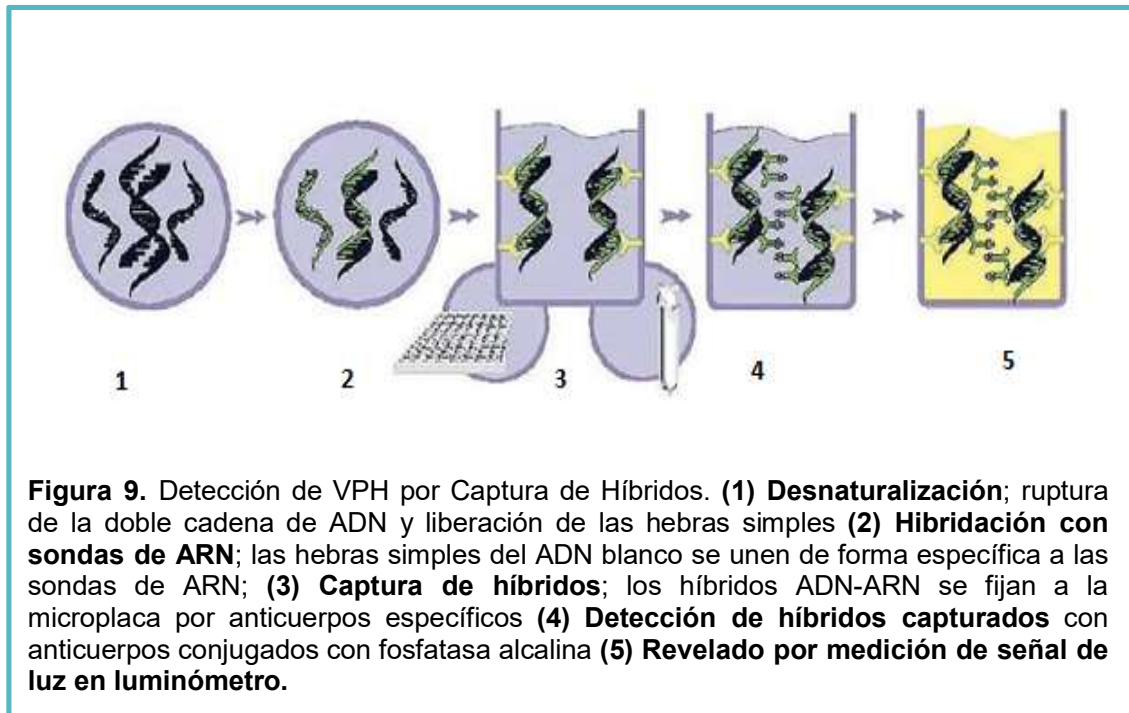 1
2
3
4
5
Figura 9. Detección de VPH por Captura de Híbridos. (1) Desnaturalización; ruptura
de la doble cadena de ADN y liberación de las hebras simples (2) Hibridación con
sondas de ARN; las hebras simples del ADN blanco se unen de forma específica a las
sondas de ARN; (3) Captura de híbridos; los híbridos ADN-ARN se fijan a la
microplaca por anticuerpos específicos (4) Detección de híbridos capturados con
anticuerpos conjugados con fosfatasa alcalina (5) Revelado por medición de señal de
luz en luminómetro.